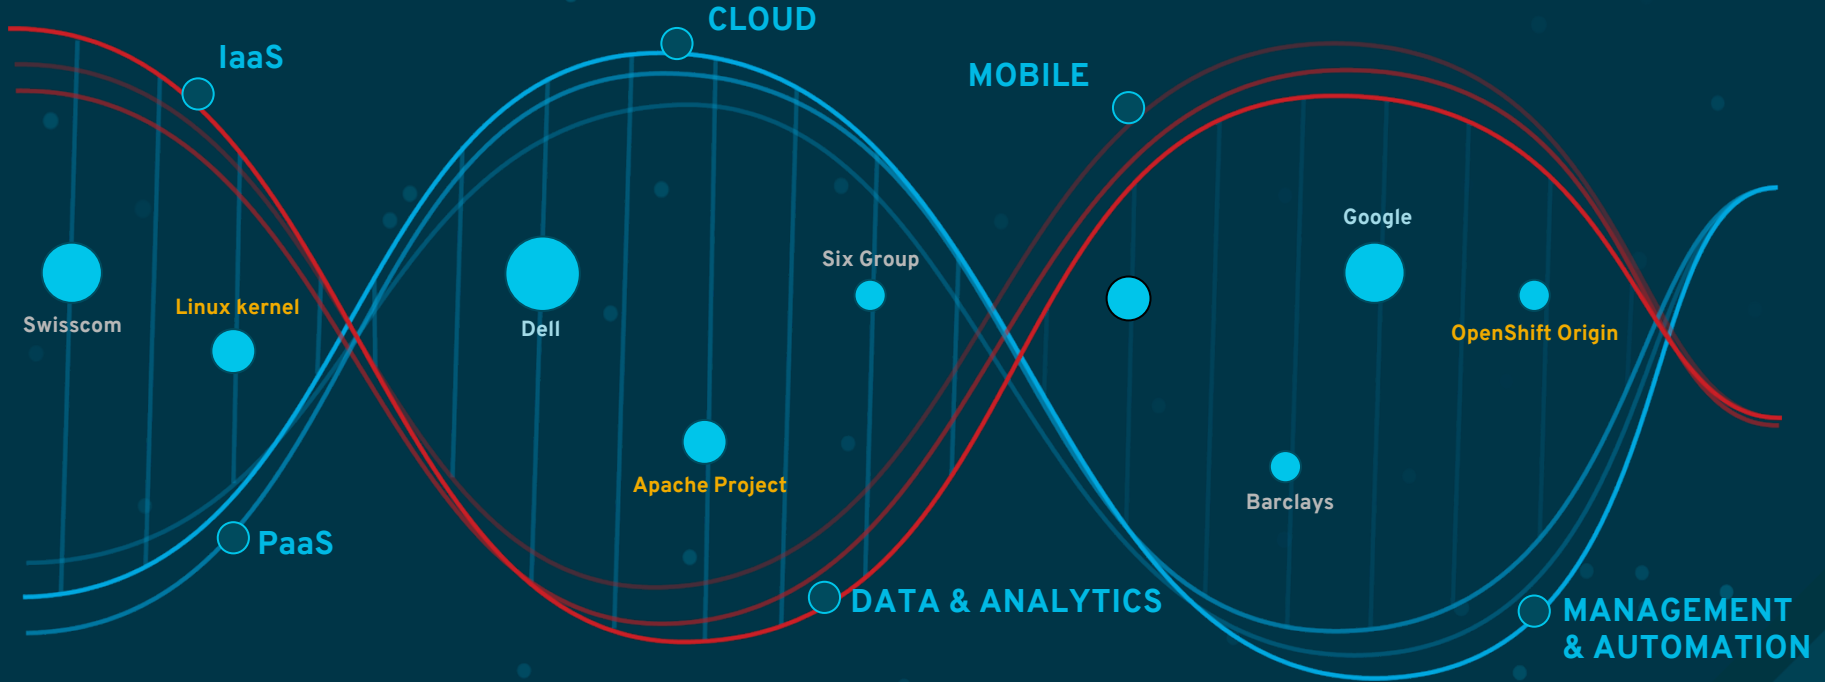 CLOUD
IaaS
MOBILE
Google
Six Group
Linux kernel
Swisscom
Dell
OpenShift Origin
Apache Project
Barclays
PaaS
DATA & ANALYTICS
MANAGEMENT
& AUTOMATION